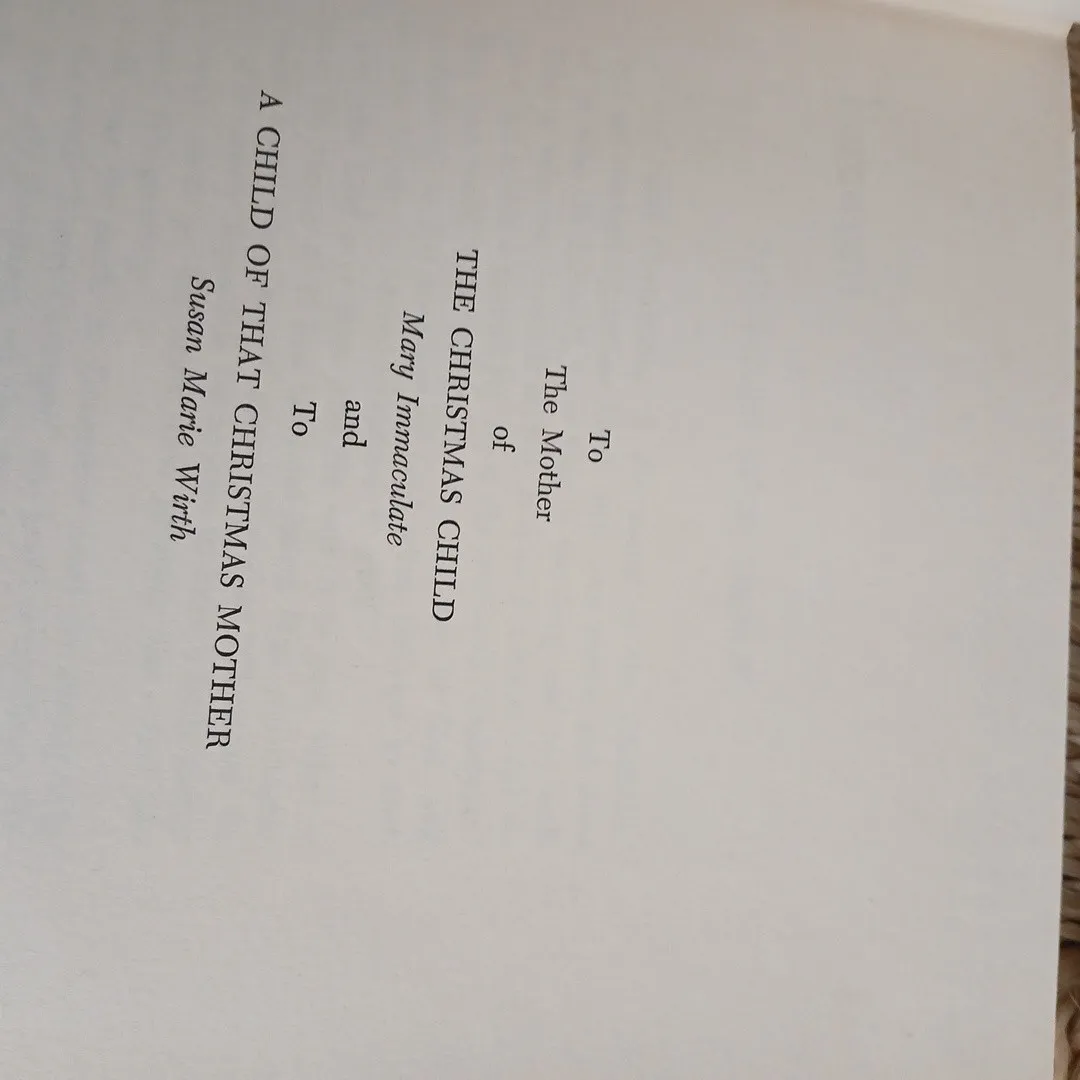 To
The Mother
of
THE CHRISTMAS CHILD
Mary Immaculate
and
To
A CHILD OF THAT CHRISTMAS MOTHER
Susan Marie Wirth